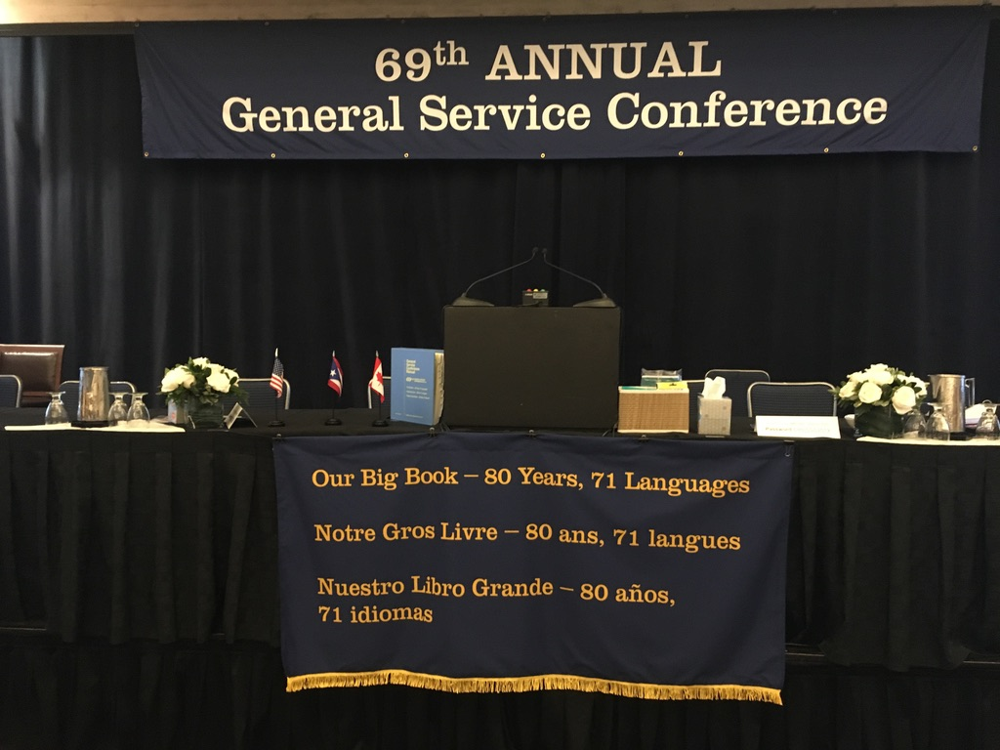 69th ANNUAL
General Service Conference
Our Big Book – 80 Years, 71 Languages
Notre Gros Livre – 80 ans, 71 langues
Nuestro Libro Grande – 80 años,
71 idiomas